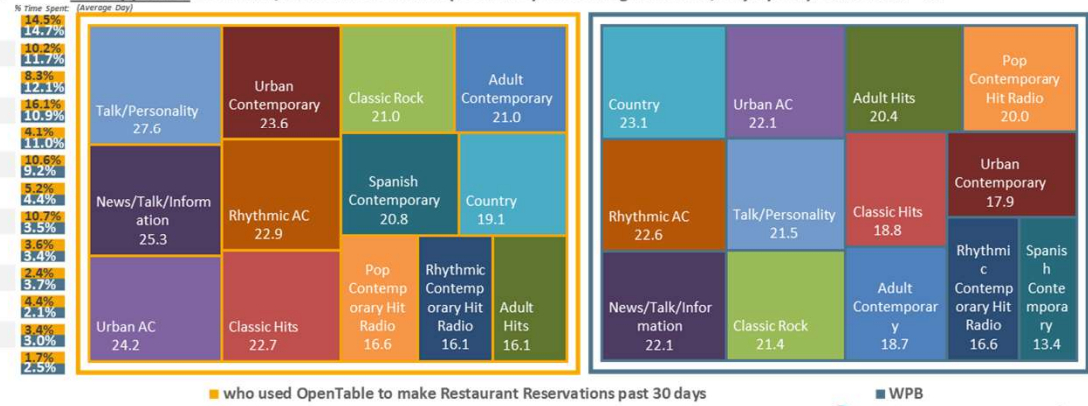 % Time Spent: (Average Day)
14.5%
14.7%
10.2%
11.7%
8.3%
12.1%
16.1%
10.9%
4.1%
11.0%
10.6%
9.2%
5.2%
4.4%
10.7%
3.5%
3.6%
3.4%
2.4%
3.7%
4.4%
2.1%
3.4%
3.0%
1.7%
2.5%
Talk/Personality
27.6
News/Talk/Inform
ation
25.3
Urban AC
24.2
Urban
Contemporary
23.6
Rhythmic AC
22.9
Classic Hits
22.7
Classic Rock
21.0
Adult
Contemporary
21.0
Spanish
Contemporary
20.8
Country
19.1
Pop
Contemp
orary Hit
Radio
16.6
Rhythmic
Contemp
orary Hit
Radio
16.1
Adult
Hits
16.1
Country
23.1
Rhythmic AC
22.6
News/Talk/Infor
mation
22.1
Urban AC
22.1
Talk/Personality
21.5
Classic Rock
21.4
Adult Hits
20.4
Pop
Contemporary
Hit Radio
20.0
Classic Hits
18.8
Adult
Contemporar
y
18.7
Urban
Contemporary
17.9
Rhythmi
c
Contemp
orary Hit
Radio
16.6
Spanis
h
Conte
mpora
ry
13.4
who used OpenTable to make Restaurant Reservations past 30 days
WPB